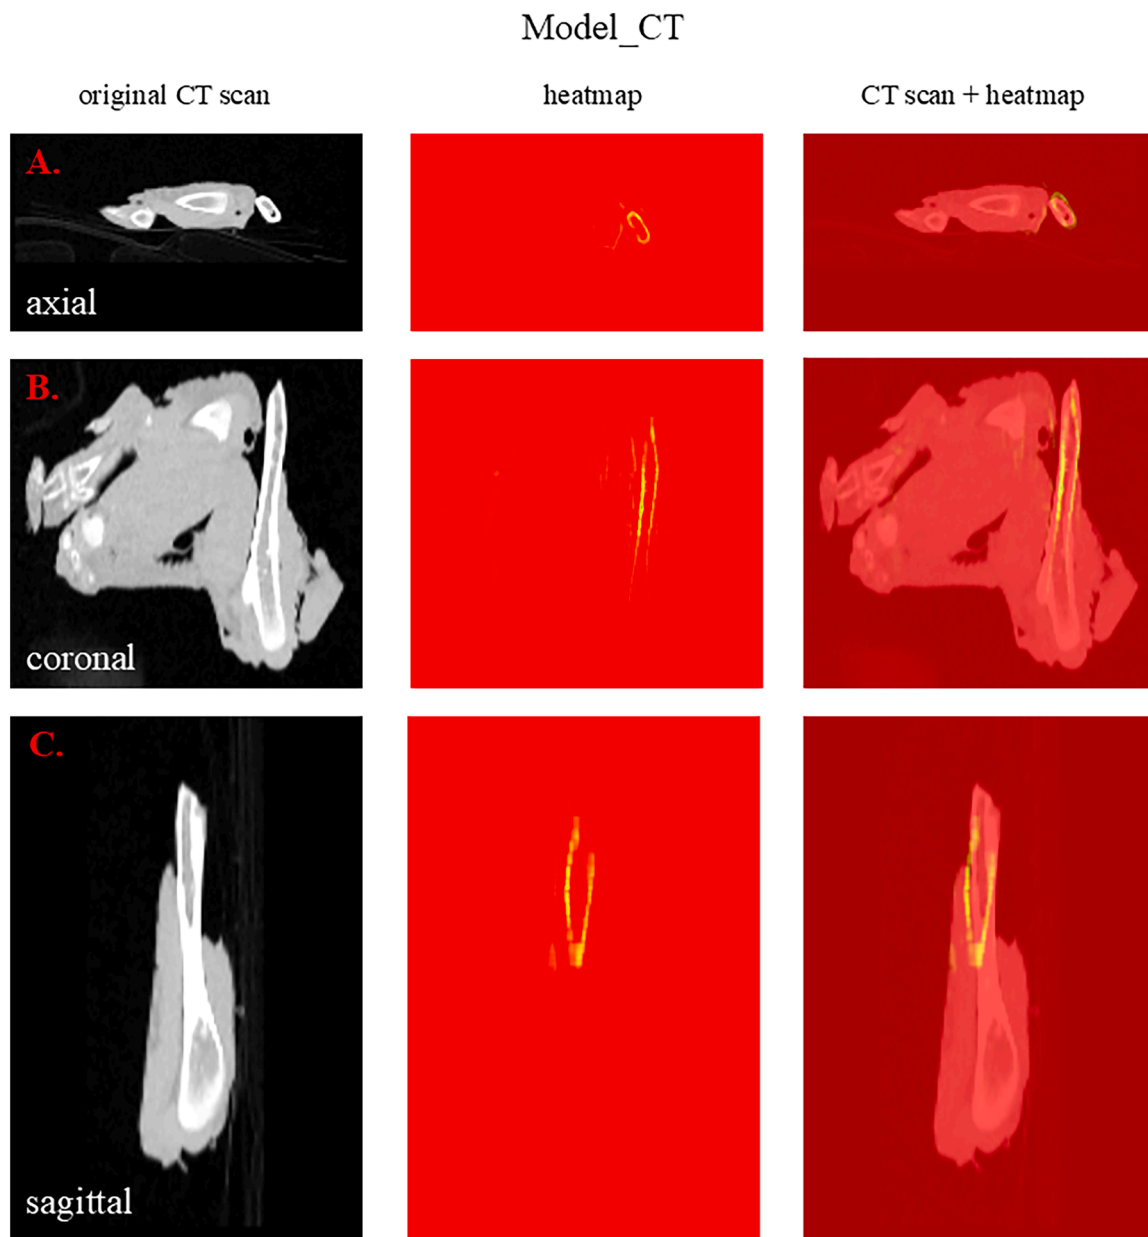 Model_CT
original CT scan
heatmap
CT scan + heatmap
A.
axial
B.
coronal
C.
sagittal